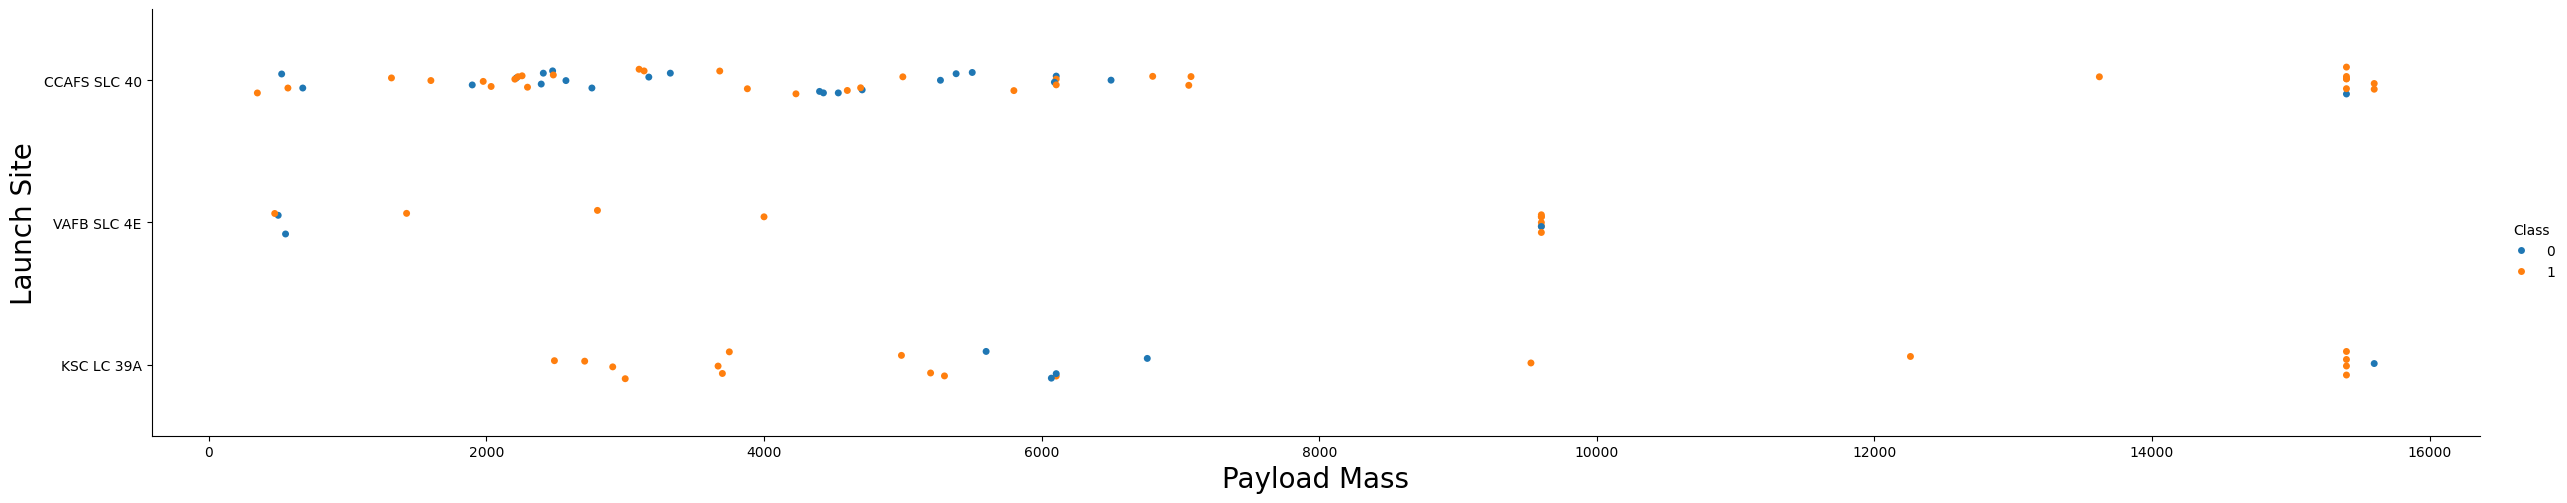 Launch Site
CCAFS SLC 40
VAFB SLC 4E
KSC LC 39A
0 2000 4000 6000 8000 10000 12000 14000 16000
Payload Mass
Class
0
1